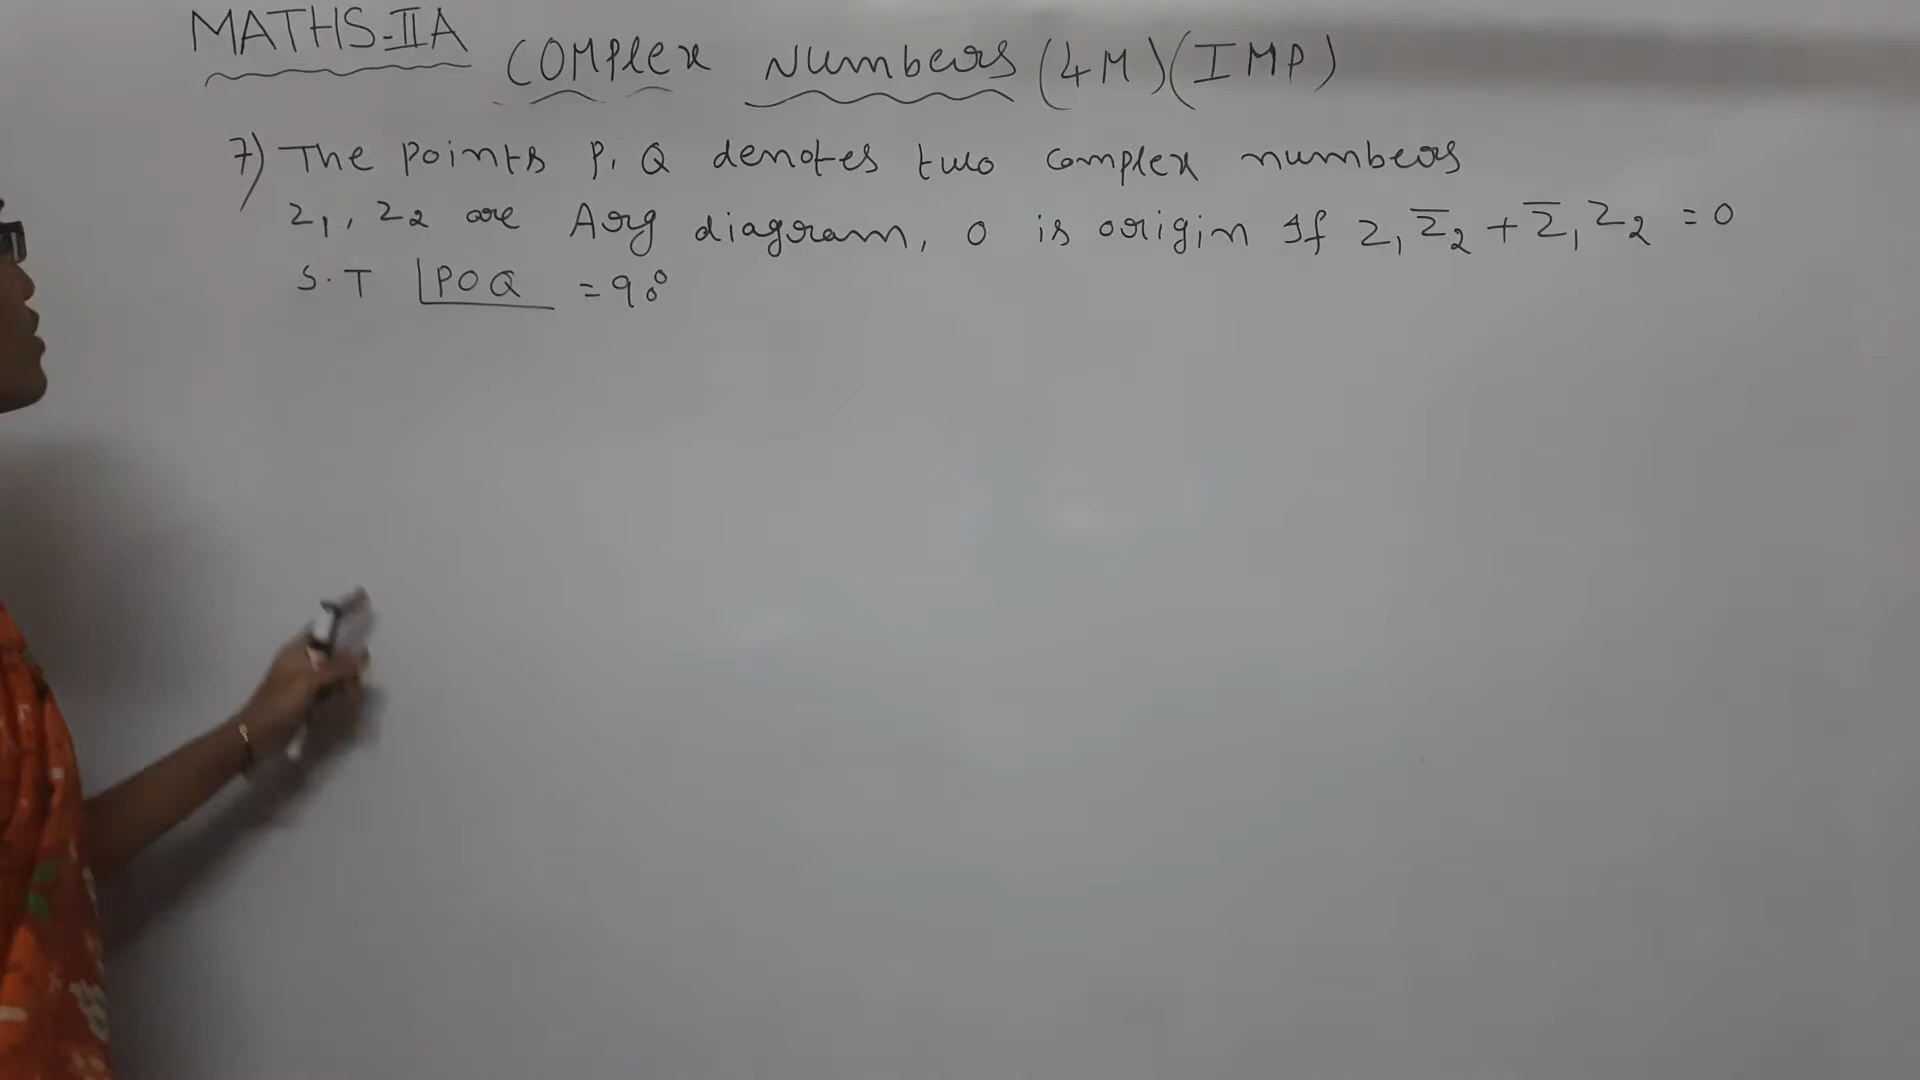 MATHS-IIA
COMPlex Numbers (4M) (IMP)
7) The points P, Q denotes two complex numbers
z₁, z₂ are Arg diagram, O is origin If z₁z̅₂ + z̅₁z₂ = 0
S.T ∠POQ = 90°